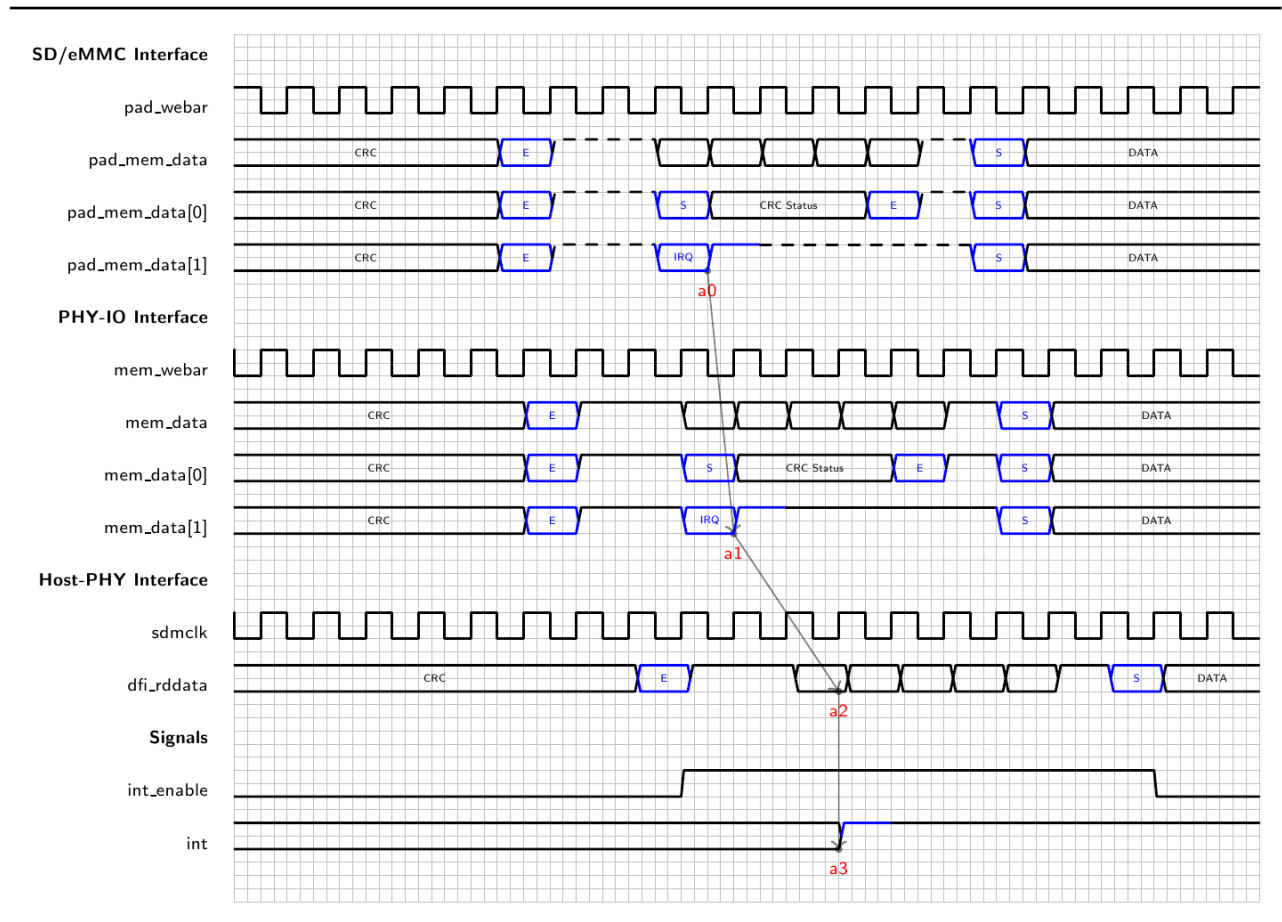 SD/eMMC Interface
pad_webar
pad_mem_data CRC E S DATA
pad_mem_data[0] CRC E S CRC Status E S DATA
pad_mem_data[1] CRC E IRQ S DATA
a0
PHY-IO Interface
mem_webar
mem_data CRC E S DATA
mem_data[0] CRC E S CRC Status E S DATA
mem_data[1] CRC E IRQ S DATA
a1
Host-PHY Interface
sdmclk
dfi_rddata CRC E S DATA
a2
Signals
int_enable
int
a3